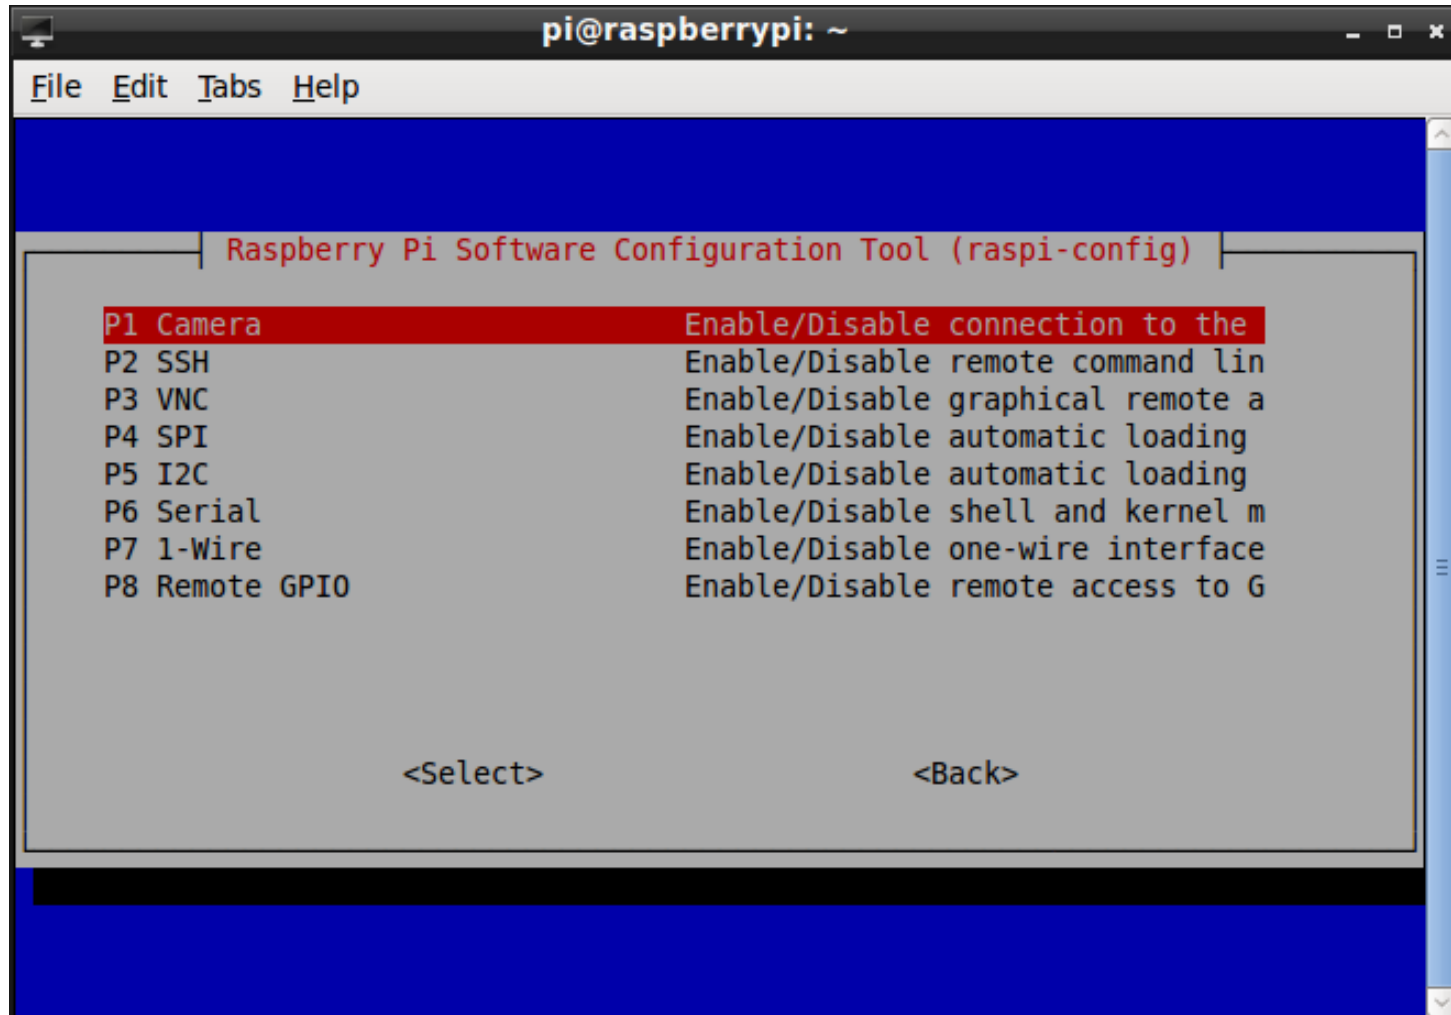 pi@raspberrypi: ~
File Edit Tabs Help
Raspberry Pi Software Configuration Tool (raspi-config)
P1 Camera Enable/Disable connection to the
P2 SSH Enable/Disable remote command lin
P3 VNC Enable/Disable graphical remote a
P4 SPI Enable/Disable automatic loading
P5 I2C Enable/Disable automatic loading
P6 Serial Enable/Disable shell and kernel m
P7 1-Wire Enable/Disable one-wire interface
P8 Remote GPIO Enable/Disable remote access to G
<Select> <Back>